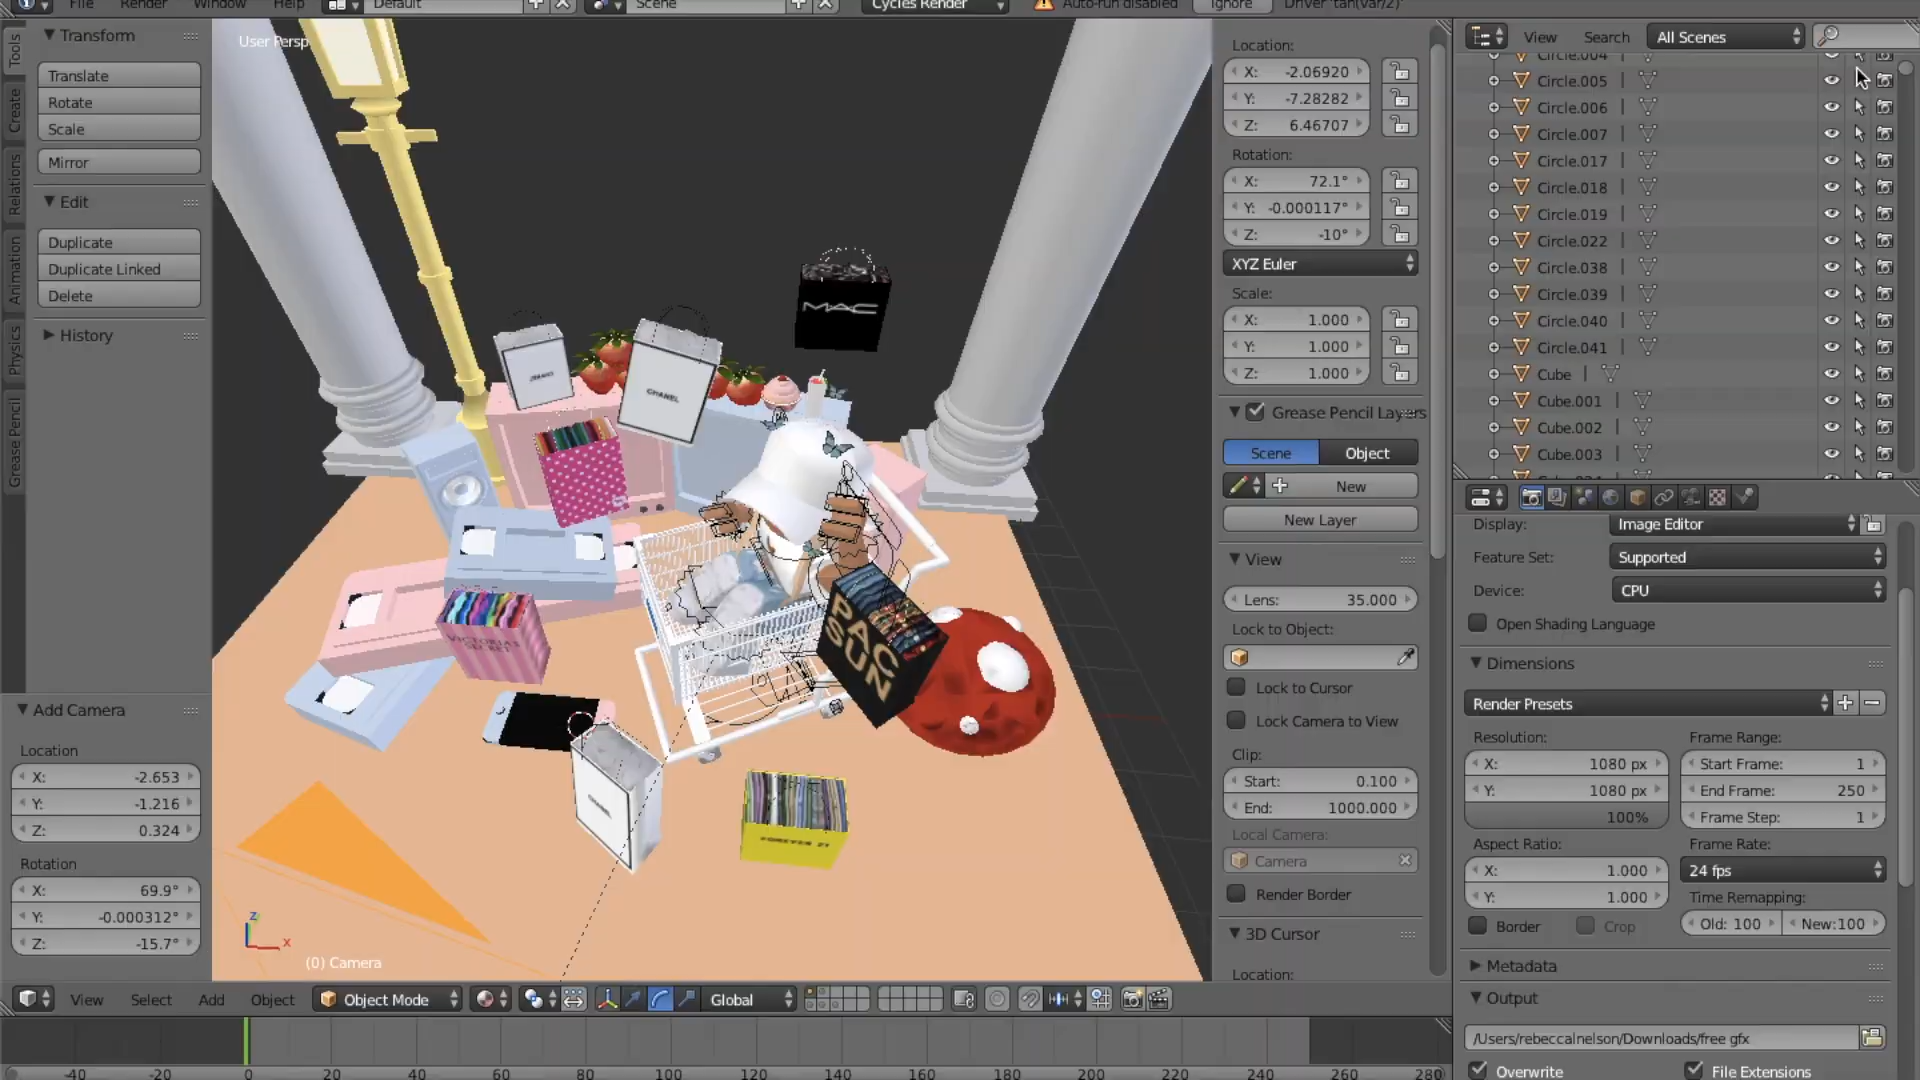 File Render Window Help Default Scene Cycles Render Auto-run disabled Ignore Driver 'tan(var/2)'
Tools
Create
Relations
Animation
Physics
Grease Pencil
Transform
Translate
Rotate
Scale
Mirror
Edit
Duplicate
Duplicate Linked
Delete
History
Add Camera
Location
X: -2.653
Y: -1.216
Z: 0.324
Rotation
X: 69.9°
Y: -0.000312°
Z: -15.7°
User Persp
MAC
CHANEL
VICTORIA'S
SECRET
PAC
SUN
CHANEL
FOREVER 21
z
x
(0) Camera
Location:
X: -2.06920
Y: -7.28282
Z: 6.46707
Rotation:
X: 72.1°
Y: -0.000117°
Z: -10°
XYZ Euler
Scale:
X: 1.000
Y: 1.000
Z: 1.000
Grease Pencil Layers
Scene Object
New
New Layer
View
Lens: 35.000
Lock to Object:
Lock to Cursor
Lock Camera to View
Clip:
Start: 0.100
End: 1000.000
Local Camera:
Camera
Render Border
3D Cursor
Location:
View Search All Scenes
Circle.004
Circle.005
Circle.006
Circle.007
Circle.017
Circle.018
Circle.019
Circle.022
Circle.038
Circle.039
Circle.040
Circle.041
Cube
Cube.001
Cube.002
Cube.003
Display: Image Editor
Feature Set: Supported
Device: CPU
Open Shading Language
Dimensions
Render Presets
Resolution: Frame Range:
X: 1080 px Start Frame: 1
Y: 1080 px End Frame: 250
100% Frame Step: 1
Aspect Ratio: Frame Rate:
X: 1.000 24 fps
Y: 1.000 Time Remapping:
Border Crop Old: 100 New:100
Metadata
Output
/Users/rebeccalnelson/Downloads/free gfx
Overwrite File Extensions
View Select Add Object Object Mode Global
-40 -20 0 20 40 60 80 100 120 140 160 180 200 220 240 260 280